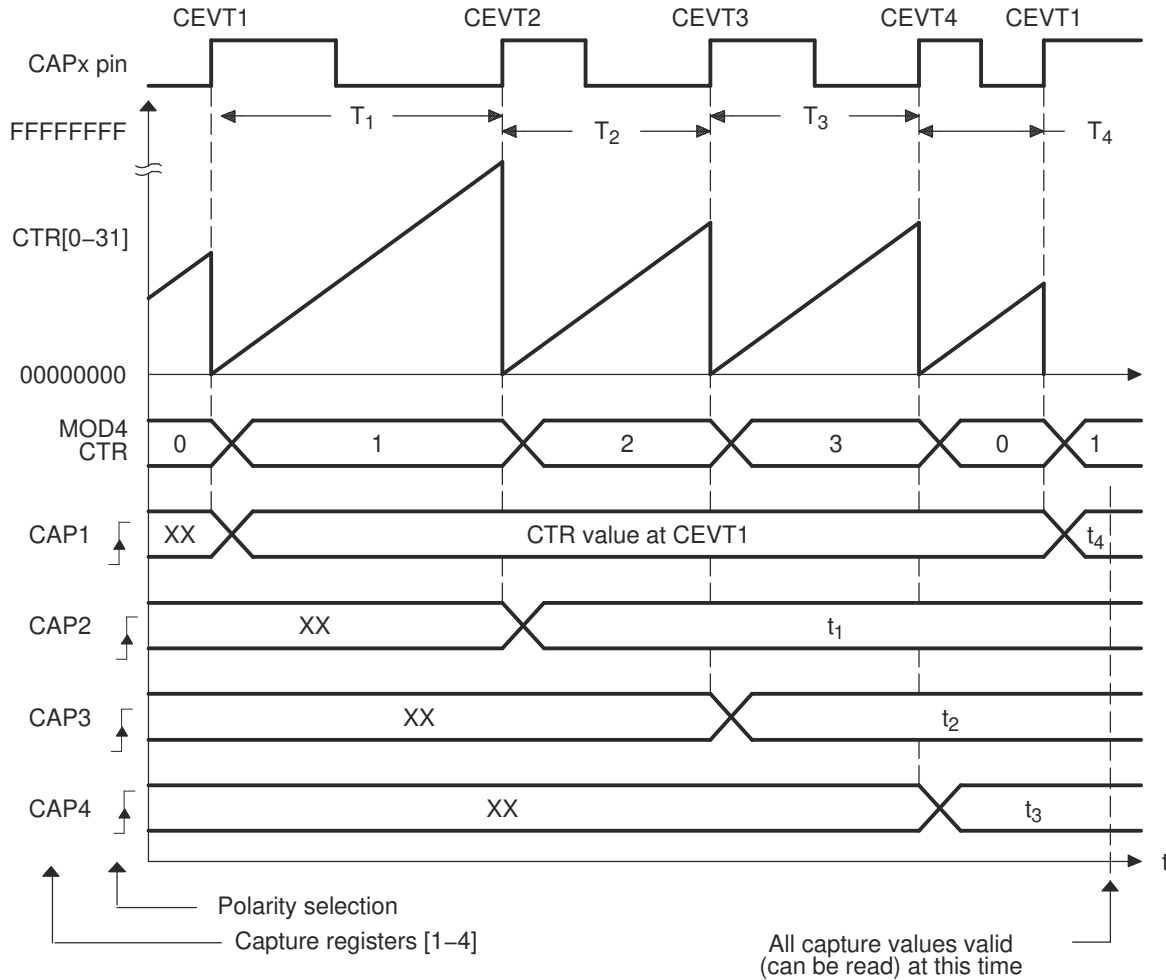 CEVT1 CEVT2 CEVT3 CEVT4 CEVT1
CAPx pin
T1 T2 T3 T4
FFFFFFFF
CTR[0−31]
00000000
MOD4
CTR
0 1 2 3 0 1
CAP1 XX CTR value at CEVT1 t4
CAP2 XX t1
CAP3 XX t2
CAP4 XX t3
t
Polarity selection
Capture registers [1−4]
All capture values valid
(can be read) at this time